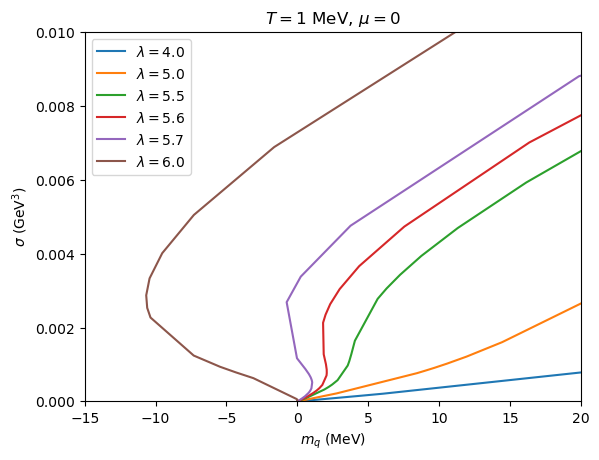 T = 1 MeV, μ = 0
σ (GeV³)
0.010
0.008
0.006
0.004
0.002
0.000
λ = 4.0
λ = 5.0
λ = 5.5
λ = 5.6
λ = 5.7
λ = 6.0
−15 −10 −5 0 5 10 15 20
m_q (MeV)